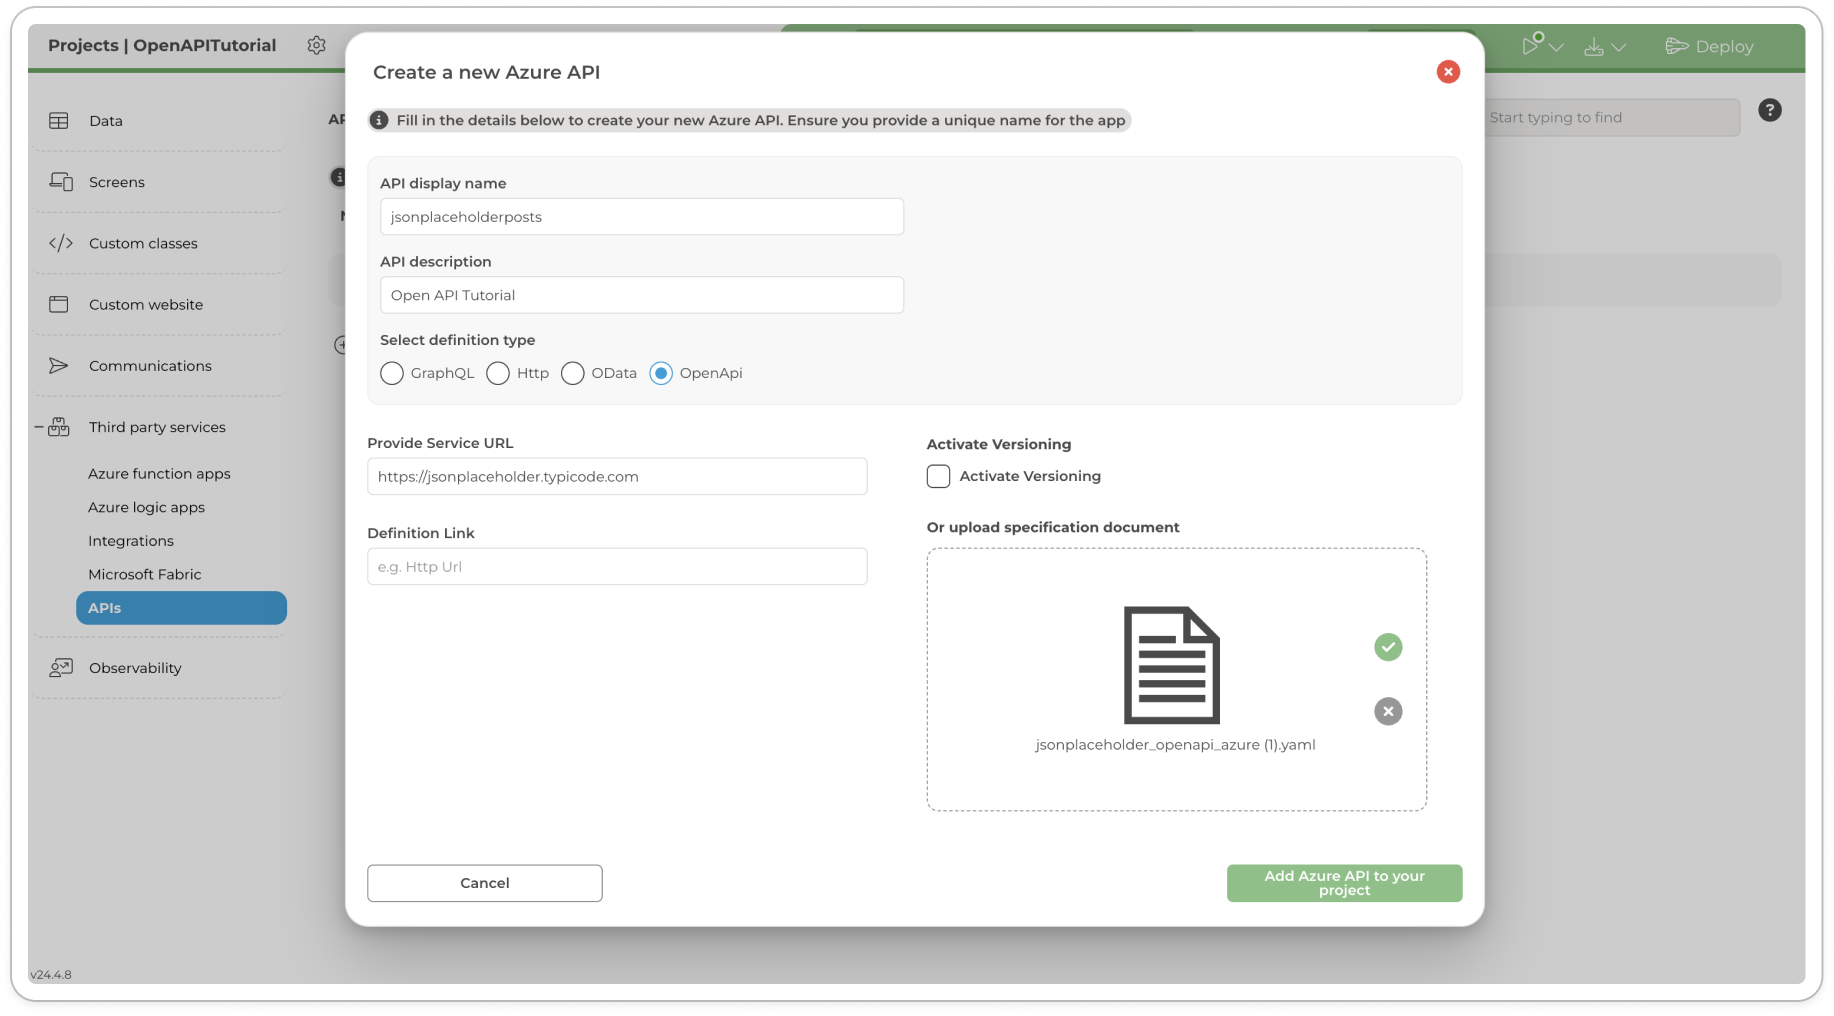 Projects | OpenAPITutorial
Deploy
Create a new Azure API
Fill in the details below to create your new Azure API. Ensure you provide a unique name for the app
Start typing to find
?
Data
Screens
Custom classes
Custom website
Communications
Third party services
Azure function apps
Azure logic apps
Integrations
Microsoft Fabric
APIs
Observability
API display name
jsonplaceholderposts
API description
Open API Tutorial
Select definition type
GraphQL Http OData OpenApi
Provide Service URL
https://jsonplaceholder.typicode.com
Definition Link
e.g. Http Url
Activate Versioning
Activate Versioning
Or upload specification document
jsonplaceholder_openapi_azure (1).yaml
Cancel
Add Azure API to your
project
v24.4.8